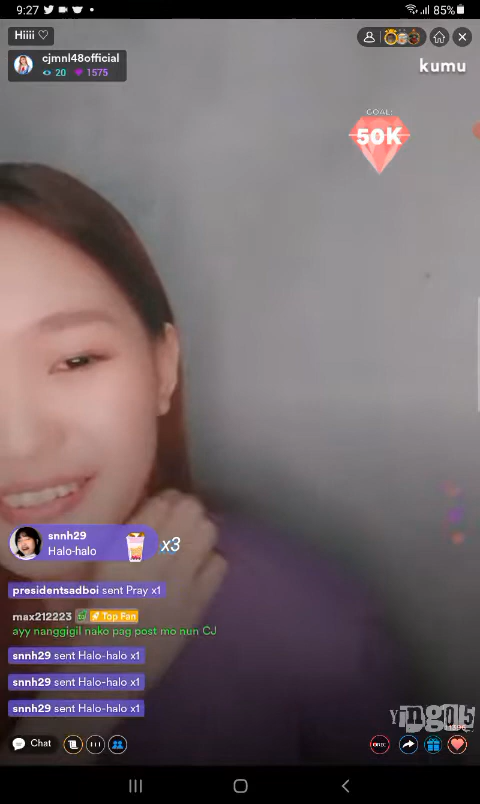 9:27
85%
Hiiii ♡
cjmnl48official
20 1575
kumu
GOAL:
50K
snnh29
Halo-halo
x3
presidentsadboi sent Pray x1
max212223 Top Fan
ayy nanggigil nako pag post mo nun CJ
snnh29 sent Halo-halo x1
snnh29 sent Halo-halo x1
snnh29 sent Halo-halo x1
Chat